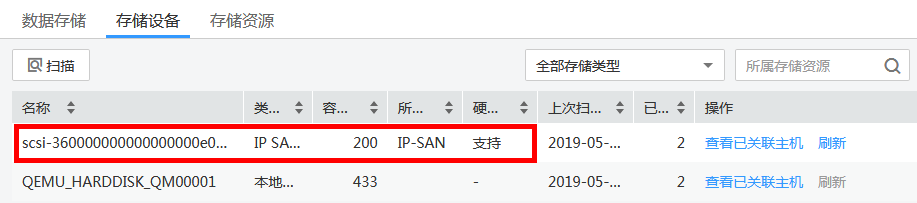 数据存储 存储设备 存储资源
扫描 全部存储类型 所属存储资源
名称 类... 容... 所... 硬... 上次扫... 已... 操作
scsi-360000000000000000e0... IP SA... 200 IP-SAN 支持 2019-05-... 2 查看已关联主机 刷新
QEMU_HARDDISK_QM00001 本地... 433 - 2019-05-... 2 查看已关联主机 刷新